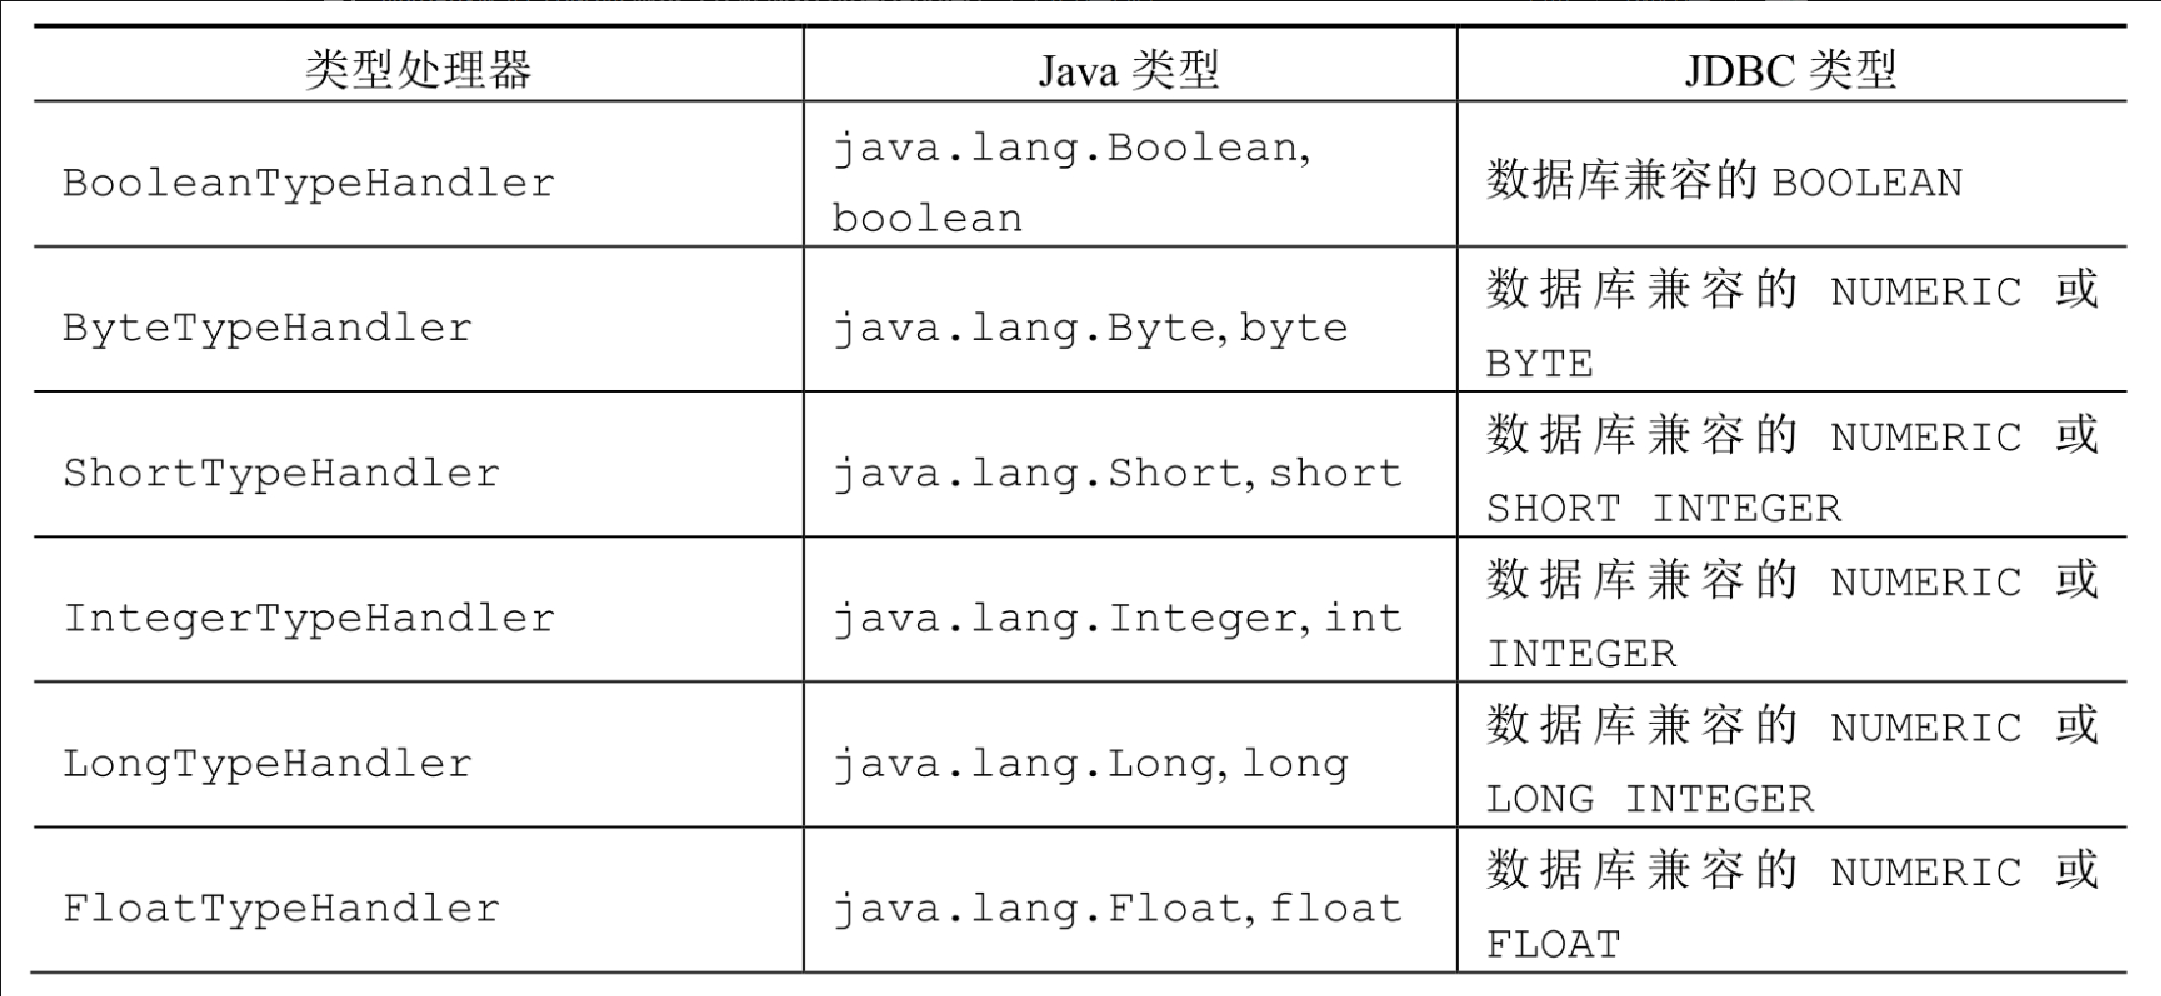 类型处理器 Java 类型 JDBC 类型
BooleanTypeHandler
java.lang.Boolean,
boolean
数据库兼容的 BOOLEAN
ByteTypeHandler
java.lang.Byte, byte
数据库兼容的 NUMERIC 或
BYTE
ShortTypeHandler
java.lang.Short, short
数据库兼容的 NUMERIC 或
SHORT INTEGER
IntegerTypeHandler
java.lang.Integer, int
数据库兼容的 NUMERIC 或
INTEGER
LongTypeHandler
java.lang.Long, long
数据库兼容的 NUMERIC 或
LONG INTEGER
FloatTypeHandler
java.lang.Float, float
数据库兼容的 NUMERIC 或
FLOAT